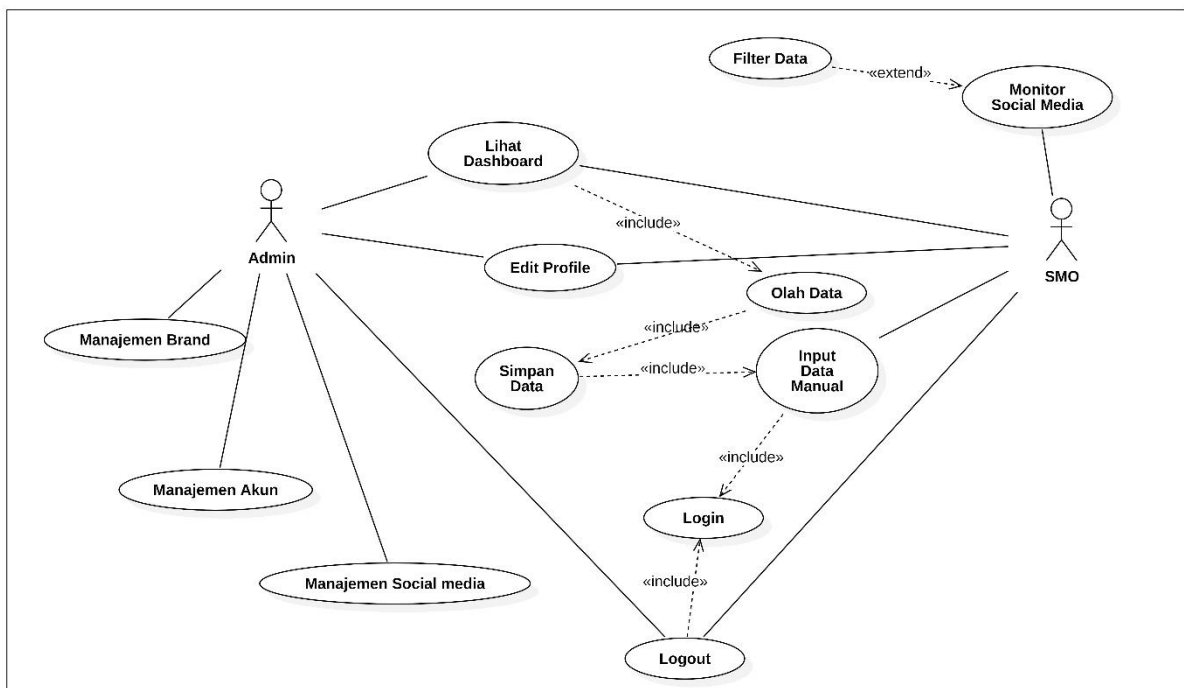 Filter Data
«extend»
Monitor
Social Media
Lihat
Dashboard
«include»
Admin
Edit Profile
SMO
Olah Data
«include»
Manajemen Brand
Simpan
Data
«include»
Input
Data
Manual
«include»
Manajemen Akun
Login
Manajemen Social media
«include»
Logout